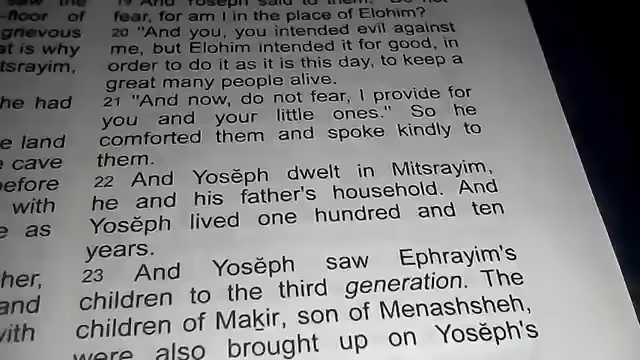 saw the
-floor of
grievous
at is why
tsrayim,
he had
e land
e cave
before
with
e as
her,
and
with
19 And Yosĕph said to them, "Do not
fear, for am I in the place of Elohim?
20 "And you, you intended evil against
me, but Elohim intended it for good, in
order to do it as it is this day, to keep a
great many people alive.
21 "And now, do not fear, I provide for
you and your little ones." So he
comforted them and spoke kindly to
them.
22 And Yosĕph dwelt in Mitsrayim,
he and his father's household. And
Yosĕph lived one hundred and ten
years.
23 And Yosĕph saw Ephrayim's
children to the third generation. The
children of Maḵir, son of Menashsheh,
were also brought up on Yosĕph's